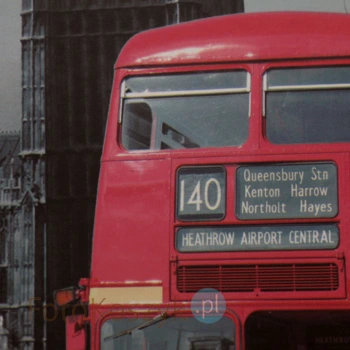 140
Queensbury Stn
Kenton Harrow
Northolt Hayes
HEATHROW AIRPORT CENTRAL
.pl